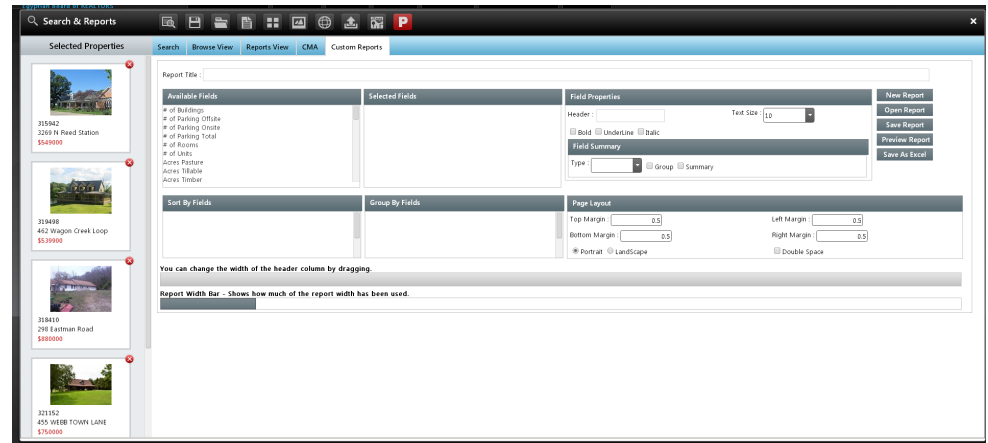 Egyptian Board of REALTORS
Search & Reports
P
×
Selected Properties
Search Browse View Reports View CMA Custom Reports
315942
3269 N Reed Station
$549000
319498
462 Wagon Creek Loop
$539900
318410
298 Eastman Road
$880000
321152
455 WEBB TOWN LANE
$750000
Report Title :
Available Fields
# of Buildings
# of Parking Offsite
# of Parking Onsite
# of Parking Total
# of Rooms
# of Units
Acres Pasture
Acres Tillable
Acres Timber
Selected Fields
Field Properties
Header : Text Size : 10
Bold UnderLine Italic
Field Summary
Type : Group Summary
New Report
Open Report
Save Report
Preview Report
Save As Excel
Sort By Fields
Group By Fields
Page Layout
Top Margin : 0.5 Left Margin : 0.5
Bottom Margin : 0.5 Right Margin : 0.5
Portrait LandScape Double Space
You can change the width of the header column by dragging.
Report Width Bar - Shows how much of the report width has been used.